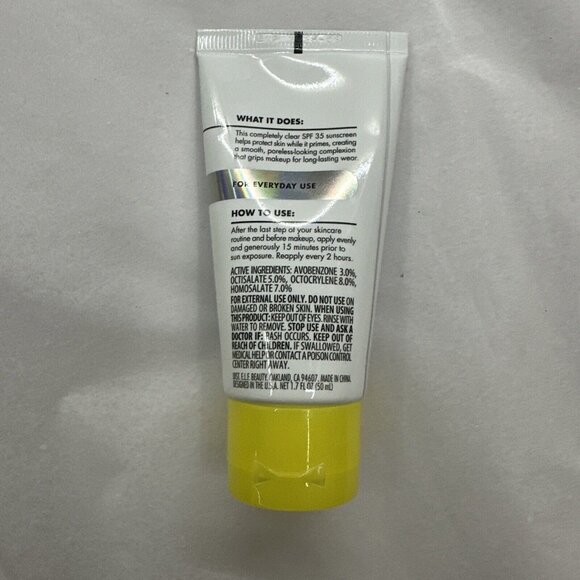 WHAT IT DOES:
This completely clear SPF 35 sunscreen
helps protect skin while it primes, creating
a smooth, poreless-looking complexion
that grips makeup for long-lasting wear
FOR EVERYDAY USE
HOW TO USE:
After the last step of your skincare
routine and before makeup, apply evenly
and generously 15 minutes prior to
sun exposure. Reapply every 2 hours.
ACTIVE INGREDIENTS: AVOBENZONE 3.0%,
OCTISALATE 5.0%, OCTOCRYLENE 8.0%,
HOMOSALATE 7.0%
FOR EXTERNAL USE ONLY. DO NOT USE ON
DAMAGED OR BROKEN SKIN. WHEN USING
THIS PRODUCT: KEEP OUT OF EYES. RINSE WITH
WATER TO REMOVE. STOP USE AND ASK A
DOCTOR IF: RASH OCCURS. KEEP OUT OF
REACH OF CHILDREN. IF SWALLOWED, GET
MEDICAL HELP OR CONTACT A POISON CONTROL
CENTER RIGHT AWAY.
DIST. E.L.F. BEAUTY, OAKLAND, CA 94607. MADE IN CHINA.
DESIGNED IN THE U.S.A. NET 1.7 FL OZ (50 mL)